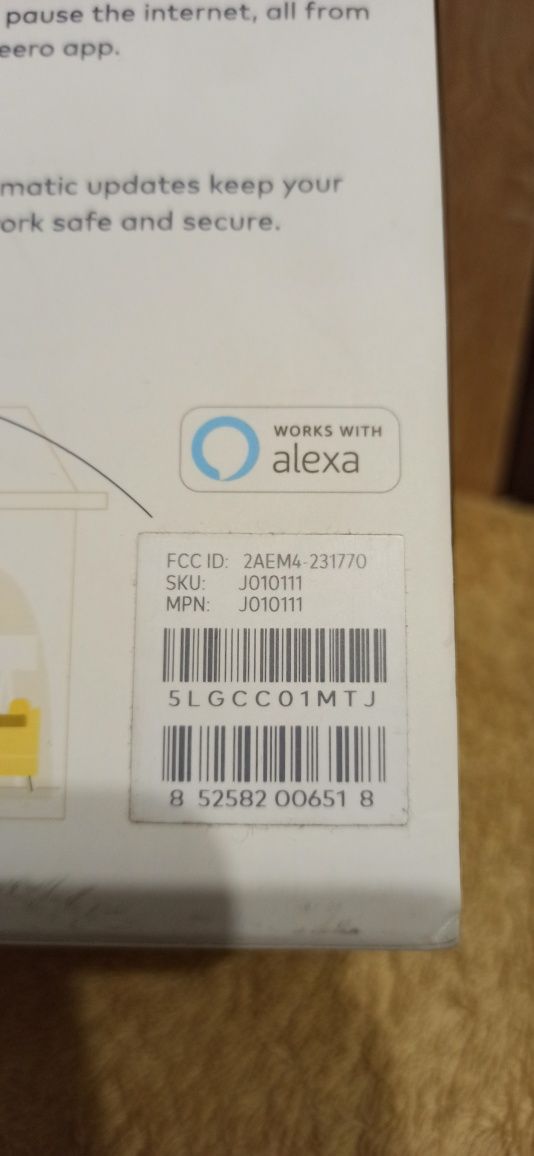 pause the internet, all from
eero app.
matic updates keep your
ork safe and secure.
WORKS WITH
alexa
FCC ID: 2AEM4-231770
SKU: J010111
MPN: J010111
5LGCC01MTJ
8 52582 00651 8